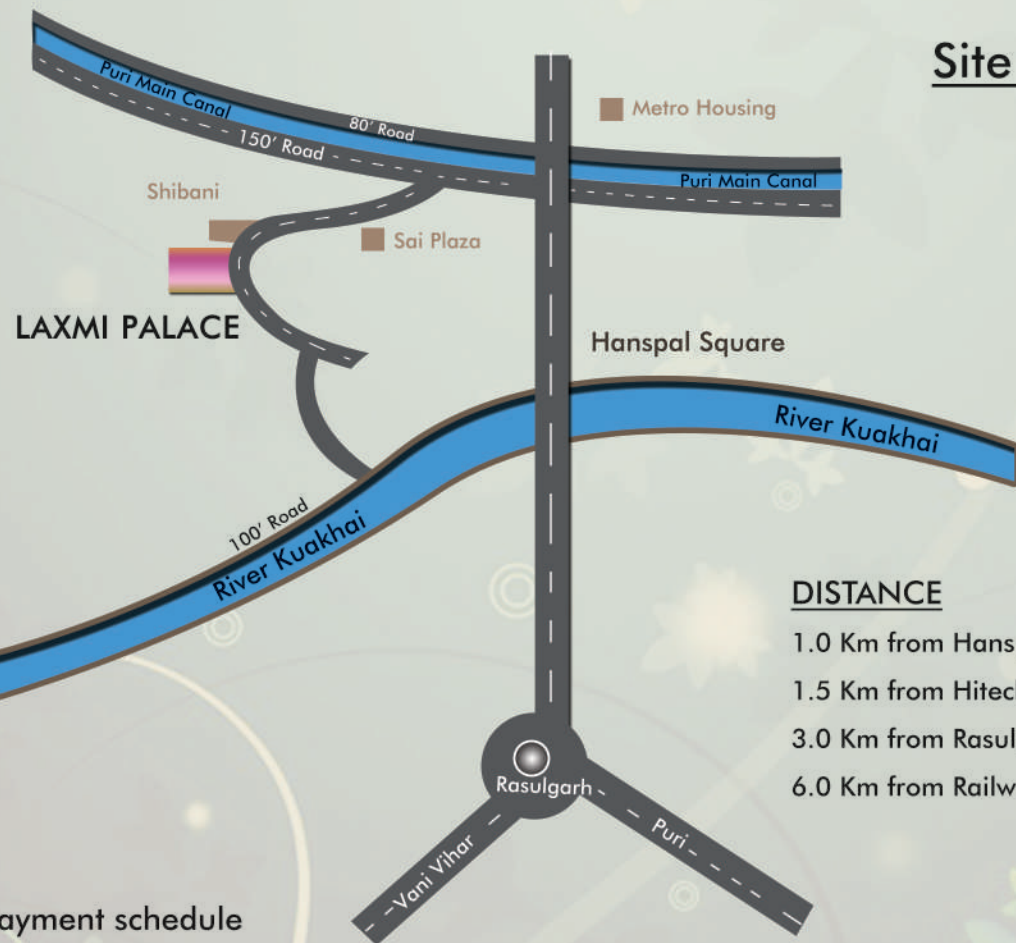 Site
Metro Housing
Puri Main Canal
80' Road
150' Road
Puri Main Canal
Shibani
Sai Plaza
LAXMI PALACE
Hanspal Square
River Kuakhai
100' Road
River Kuakhai
DISTANCE
1.0 Km from Hans
1.5 Km from Hitec
3.0 Km from Rasul
6.0 Km from Railw
Rasulgarh
Vani Vihar
Puri
ayment schedule